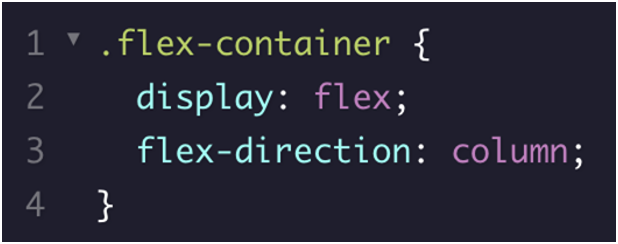 1 ▼ .flex-container {
2 display: flex;
3 flex-direction: column;
4 }